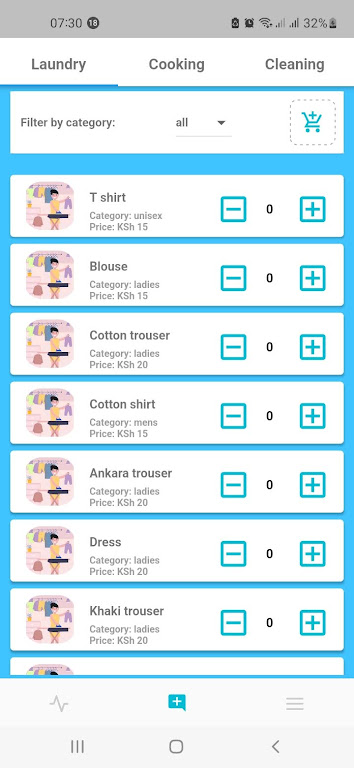 07:30 18 32%
Laundry Cooking Cleaning
Filter by category: all
T shirt
Category: unisex
Price: KSh 15
0
Blouse
Category: ladies
Price: KSh 15
0
Cotton trouser
Category: ladies
Price: KSh 20
0
Cotton shirt
Category: mens
Price: KSh 15
0
Ankara trouser
Category: ladies
Price: KSh 20
0
Dress
Category: ladies
Price: KSh 20
0
Khaki trouser
Category: ladies
Price: KSh 20
0